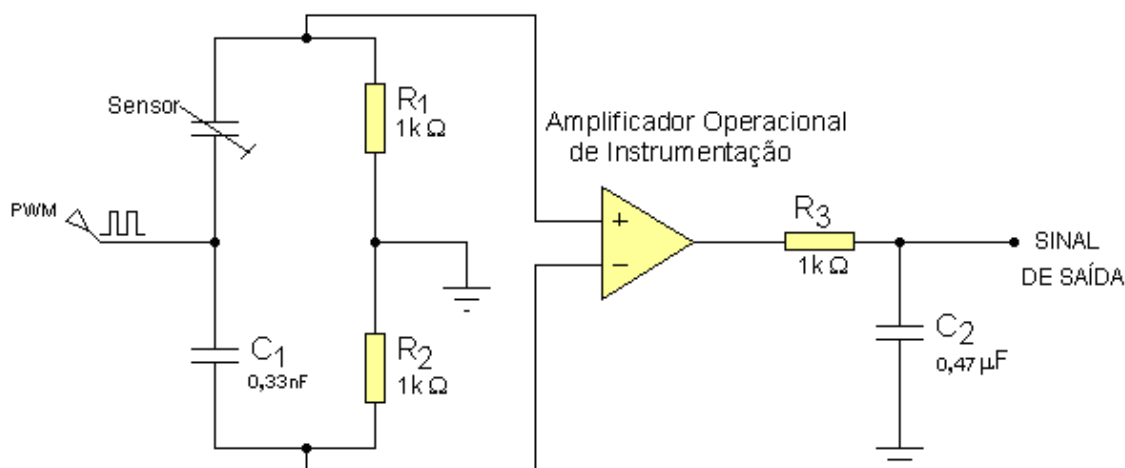 Sensor
R1
1k Ω
Amplificador Operacional
de Instrumentação
PWM
+
−
R3
1k Ω
SINAL
DE SAÍDA
C1
0,33nF
R2
1k Ω
C2
0,47 µF